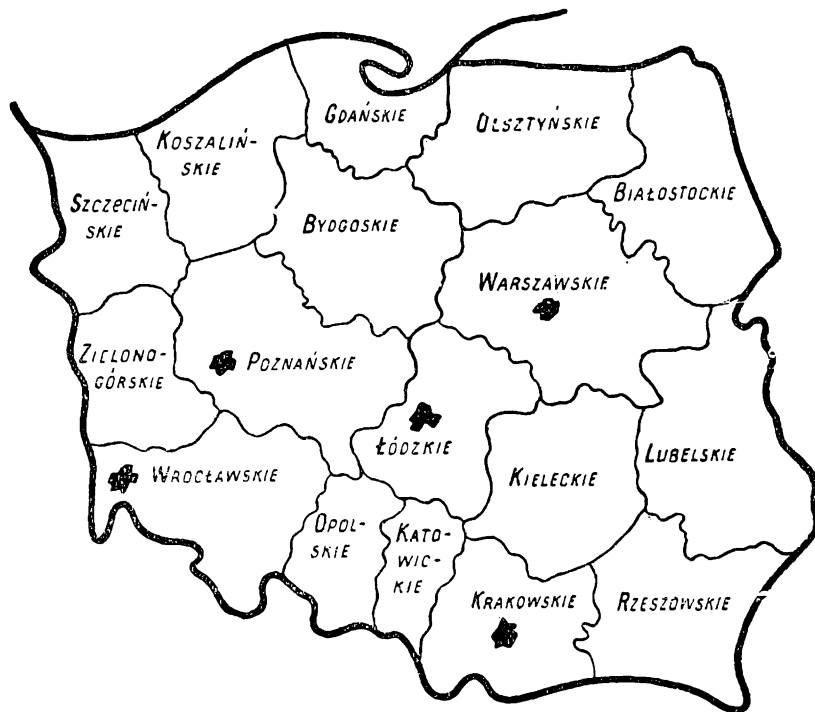 GDAŃSKIE
OLSZTYŃSKIE
KOSZALIŃ-
SKIE
BIAŁOSTOCKIE
SZCZECIŃ-
SKIE
BYDGOSKIE
WARSZAWSKIE
ZIELONO-
GÓRSKIE
POZNAŃSKIE
ŁÓDZKIE
LUBELSKIE
WROCŁAWSKIE
KIELECKIE
OPOL-
SKIE
KATO-
WIC-
KIE
KRAKOWSKIE
RZESZOWSKIE